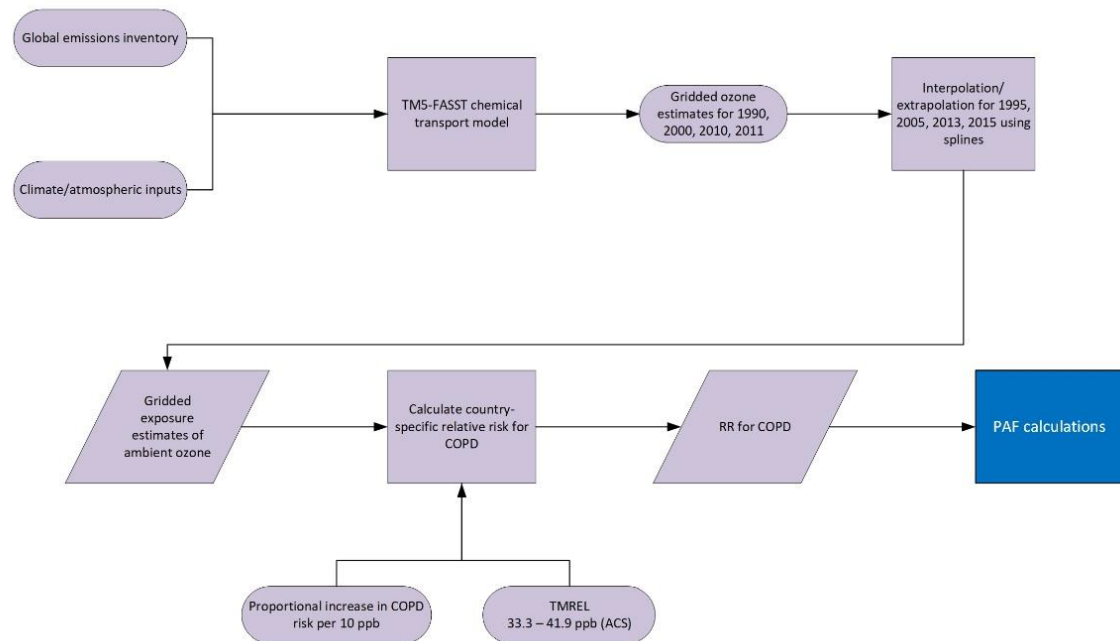 Global emissions inventory
Climate/atmospheric inputs
TM5-FASST chemical
transport model
Gridded ozone
estimates for 1990,
2000, 2010, 2011
Interpolation/
extrapolation for 1995,
2005, 2013, 2015 using
splines
Gridded
exposure
estimates of
ambient ozone
Calculate country-
specific relative risk for
COPD
RR for COPD
PAF calculations
Proportional increase in COPD
risk per 10 ppb
TMREL
33.3 – 41.9 ppb (ACS)